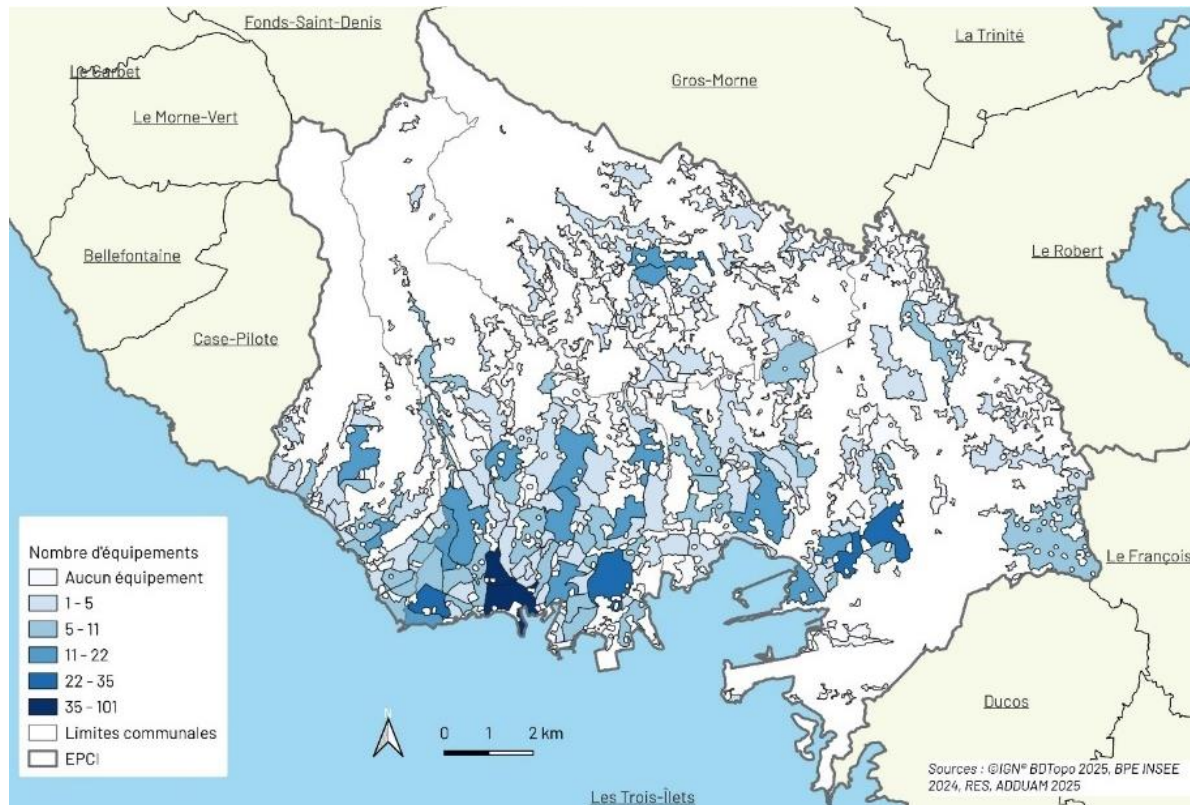 Fonds-Saint-Denis
La Trinité
Le Carbet
Gros-Morne
Le Morne-Vert
Le Robert
Bellefontaine
Case-Pilote
Nombre d'équipements
Aucun équipement
1 - 5
5 - 11
11 - 22
22 - 35
35 - 101
Limites communales
EPCI
Le François
Ducos
N
0 1 2 km
Sources : ©IGN® BDTopo 2025, BPE INSEE
2024, RES, ADDUAM 2025
Les Trois-Îlets